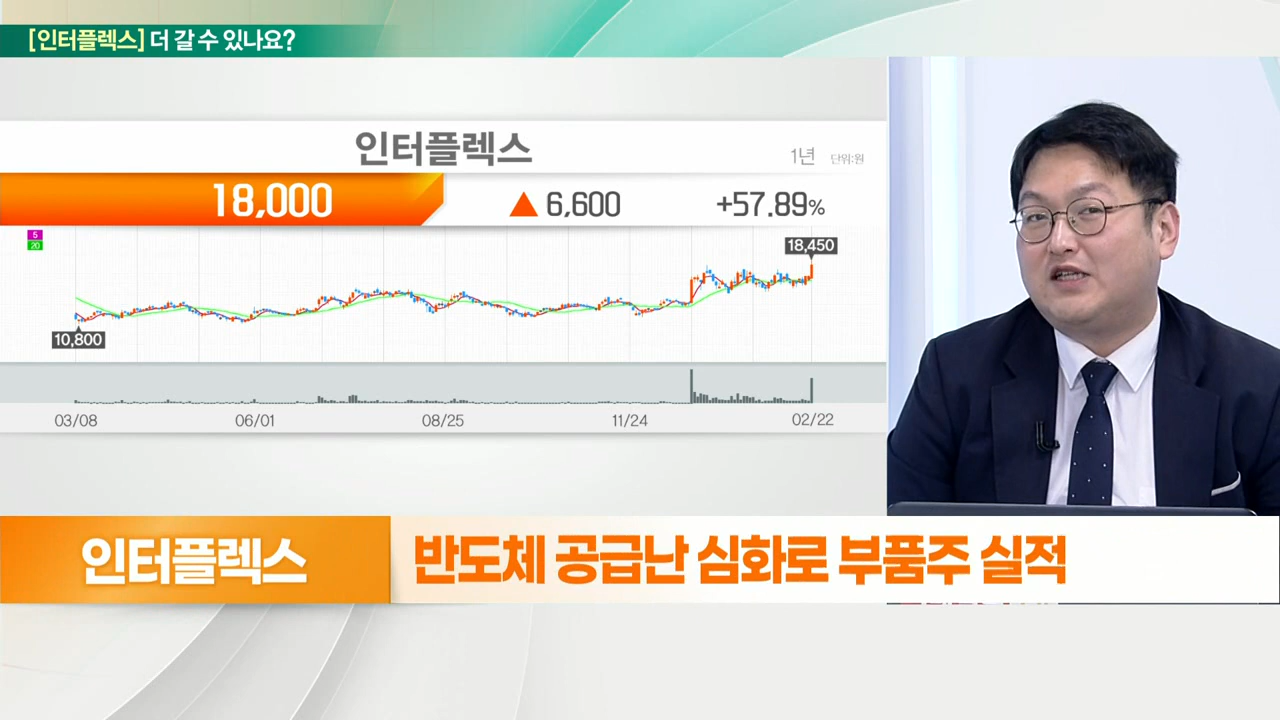 [인터플렉스] 더 갈 수 있나요?
인터플렉스
1년 단위:원
18,000 ▲ 6,600 +57.89%
5
20
18,450
10,800
03/08 06/01 08/25 11/24 02/22
인터플렉스 반도체 공급난 심화로 부품주 실적